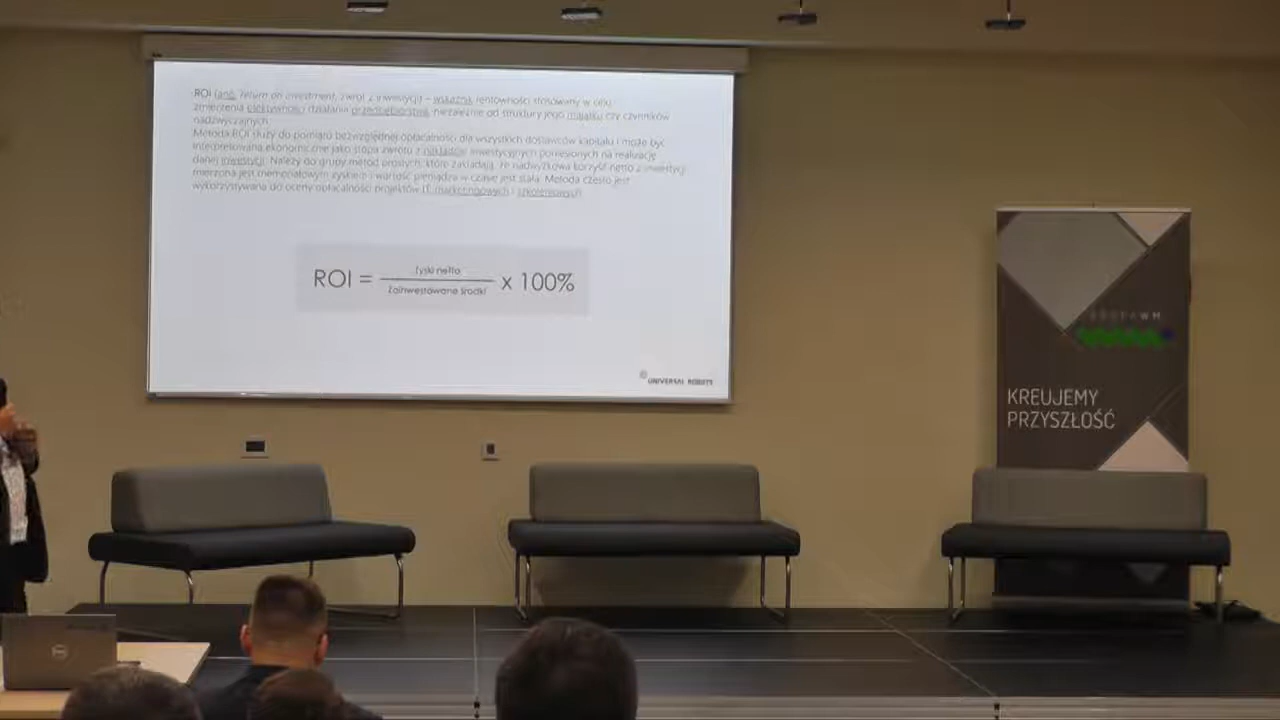 ROI (ang. return on investment, zwrot z inwestycji) – wskaźnik rentowności stosowany w celu
zmierzenia efektywności działania przedsiębiorstwa, niezależnie od struktury jego majątku czy czynników
nadzwyczajnych.
Metoda ROI służy do pomiaru bezwzględnej opłacalności dla wszystkich dostawców kapitału i może być
interpretowana ekonomicznie jako stopa zwrotu z nakładów inwestycyjnych poniesionych na realizację
danej inwestycji. Należy do grupy metod prostych, które zakładają, że nadwyżkowa korzyść netto z inwestycji
mierzona jest memoriałowym zyskiem i wartość pieniądza w czasie jest stała. Metoda często jest
wykorzystywana do oceny opłacalności projektów IT, marketingowych i szkoleniowych.
ROI = zyski netto
zainwestowane środki x 100%
UNIVERSAL ROBOTS
KREUJEMY
PRZYSZŁOŚĆ